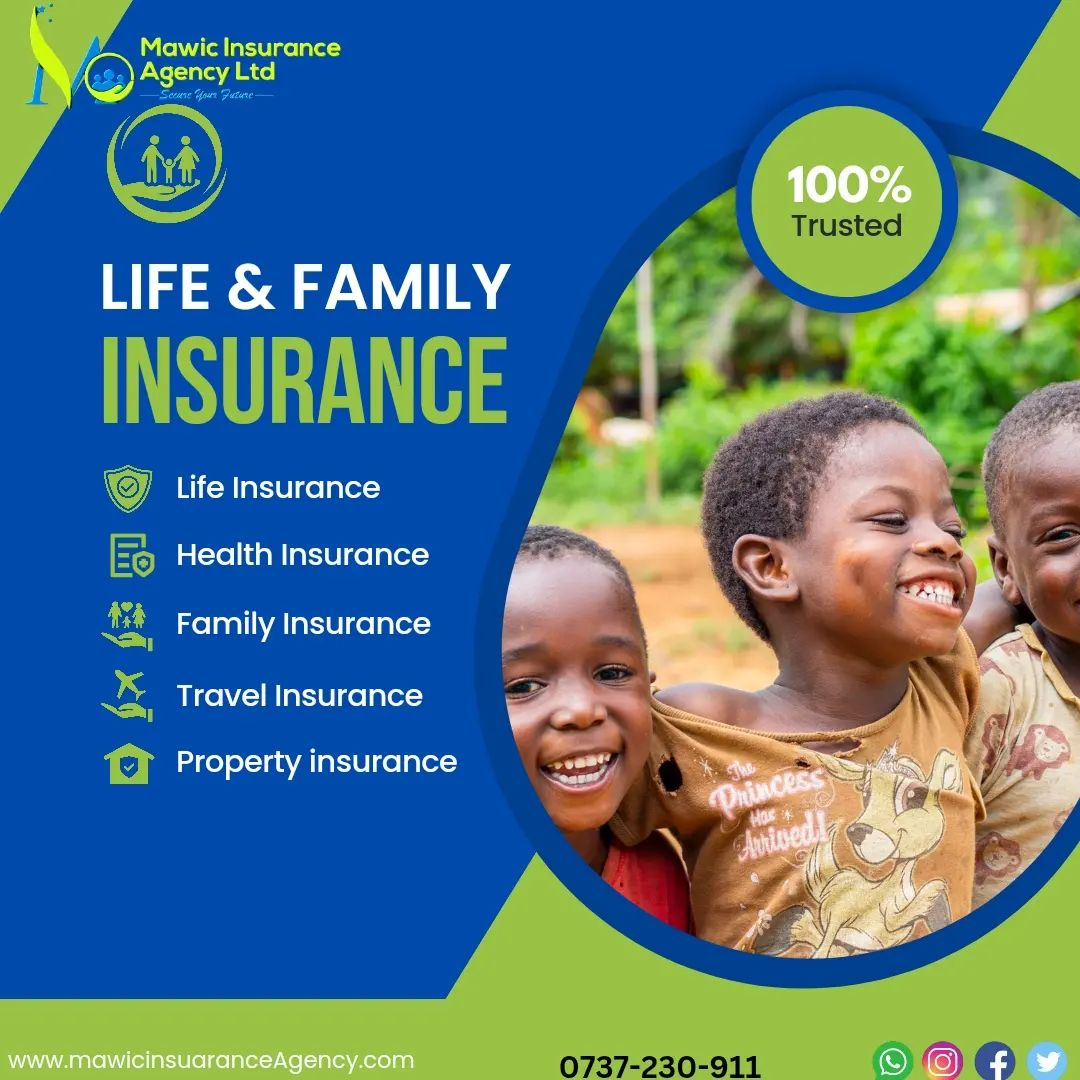 Mawic Insurance
Agency Ltd
Secure Your Future
100%
Trusted
LIFE & FAMILY
INSURANCE
Life Insurance
Health Insurance
Family Insurance
Travel Insurance
Property insurance
The
Princess
Has
Arrived!
www.mawicinsuaranceAgency.com
0737-230-911